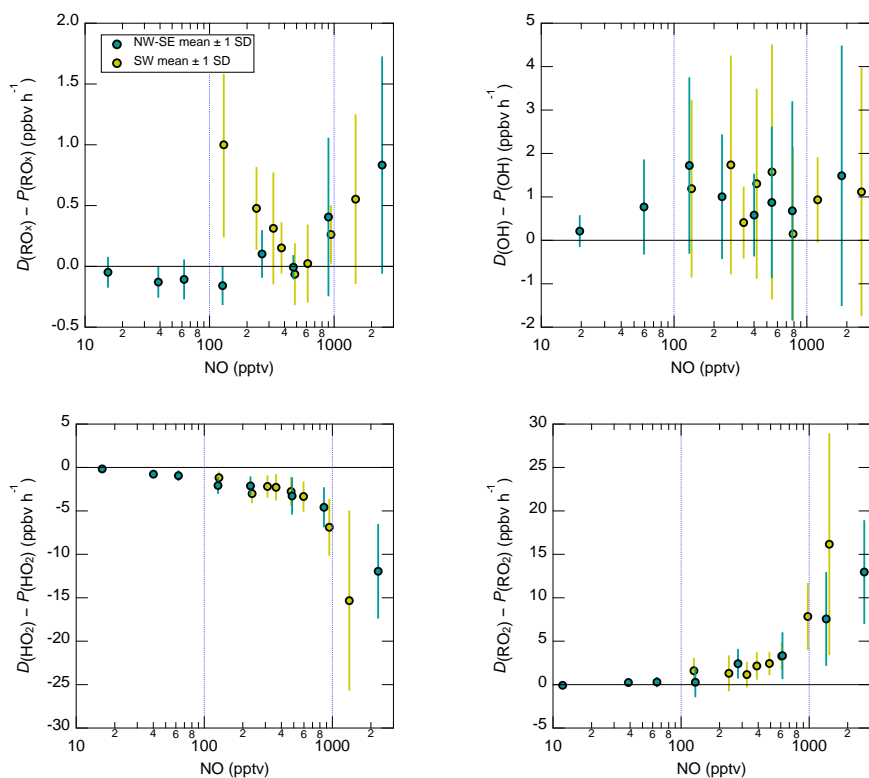 2.0
1.5
1.0
0.5
0.0
-0.5
D(ROx) − P(ROx) (ppbv h-1)
NW-SE mean ± 1 SD
SW mean ± 1 SD
10 2 4 6 8 100 2 4 6 8 1000 2
NO (pptv)
5
4
3
2
1
0
-1
-2
D(OH) − P(OH) (ppbv h-1)
10 2 4 6 8 100 2 4 6 8 1000 2
NO (pptv)
5
0
-5
-10
-15
-20
-25
-30
D(HO2) − P(HO2) (ppbv h-1)
10 2 4 6 8 100 2 4 6 8 1000 2
NO (pptv)
30
25
20
15
10
5
0
-5
D(RO2) − P(RO2) (ppbv h-1)
10 2 4 6 8 100 2 4 6 8 1000 2
NO (pptv)